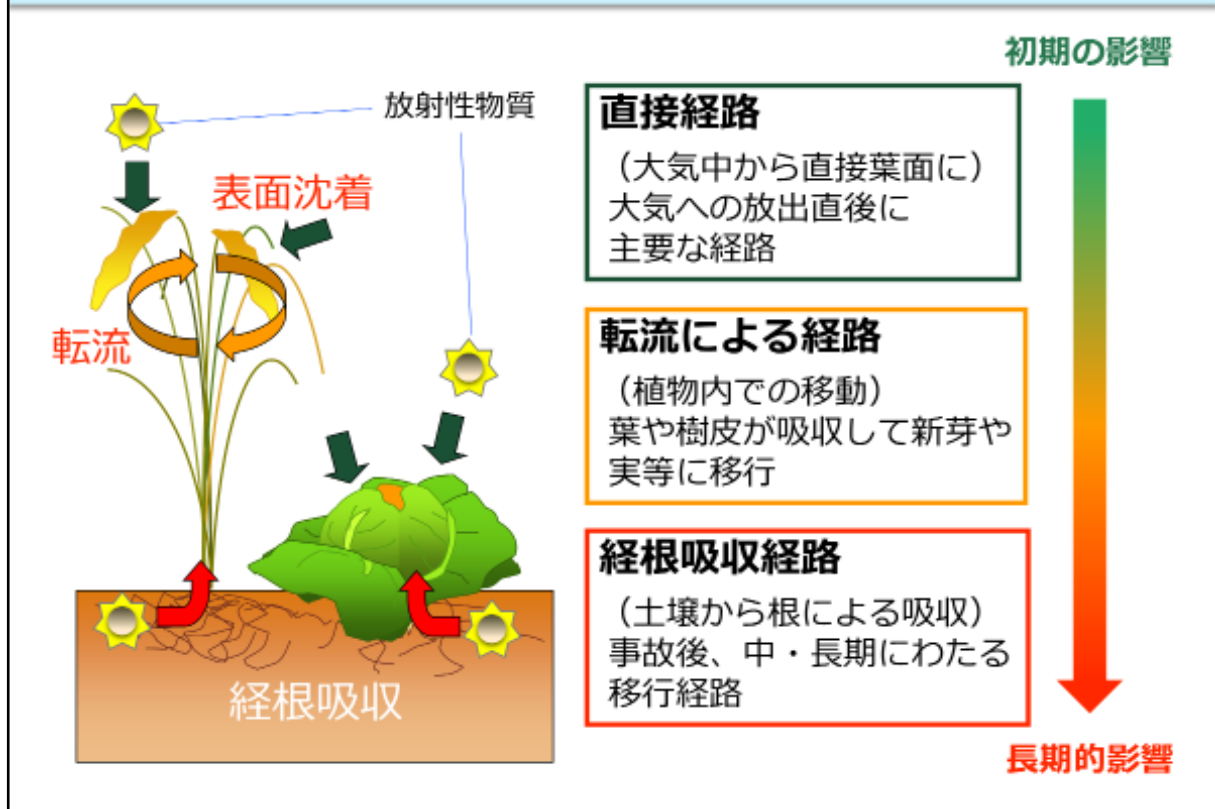 初期の影響
放射性物質
表面沈着
転流
経根吸収
直接経路
（大気中から直接葉面に）
大気への放出直後に
主要な経路
転流による経路
（植物内での移動）
葉や樹皮が吸収して新芽や
実等に移行
経根吸収経路
（土壌から根による吸収）
事故後、中・長期にわたる
移行経路
長期的影響